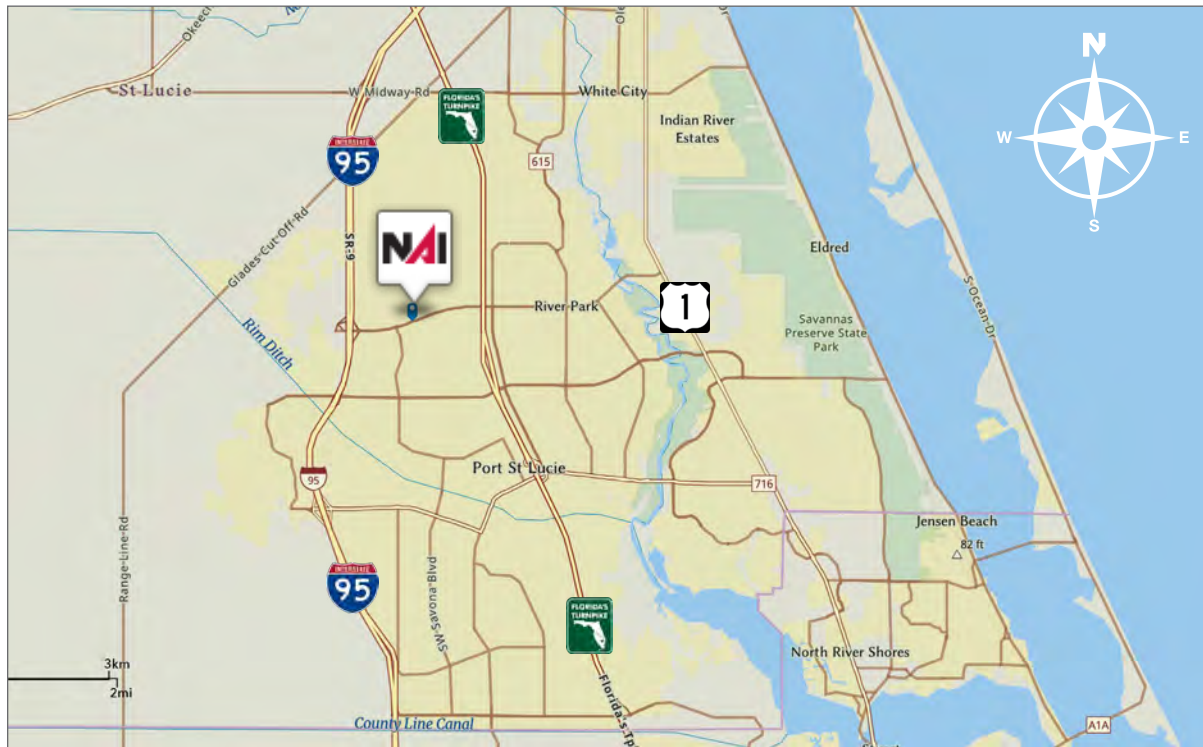 Okeech
Old
Dr
St Lucie
W Midway Rd
FLORIDA'S
TURNPIKE
White City
N
W
E
S
Indian River
Estates
INTERSTATE
95
615
NAI
SR-9
Glades-Cut-Off-Rd
Eldred
S-Ocean-Dr
River Park
1
Savannas
Preserve State
Park
Rim Ditch
Port St Lucie
95
716
Jensen Beach
82 ft
Range-Line-Rd
INTERSTATE
95
SW-Savona-Blvd
FLORIDA'S
TURNPIKE
North River Shores
3km
2mi
Florida's Tp
County Line Canal
A1A